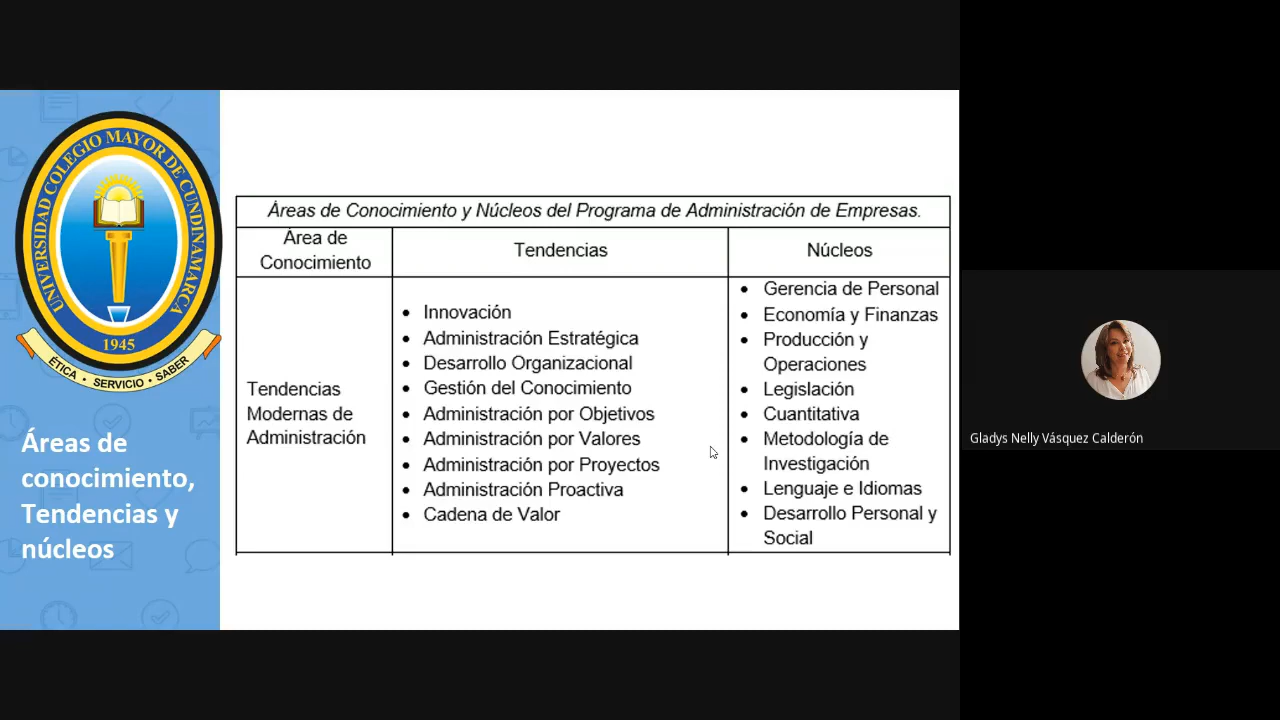 UNIVERSIDAD COLEGIO MAYOR DE CUNDINAMARCA
1945
ÉTICA • SERVICIO • SABER
Áreas de
conocimiento,
Tendencias y
núcleos
Áreas de Conocimiento y Núcleos del Programa de Administración de Empresas.
Área de
Conocimiento
Tendencias
Núcleos
Tendencias
Modernas de
Administración
• Innovación
• Administración Estratégica
• Desarrollo Organizacional
• Gestión del Conocimiento
• Administración por Objetivos
• Administración por Valores
• Administración por Proyectos
• Administración Proactiva
• Cadena de Valor
• Gerencia de Personal
• Economía y Finanzas
• Producción y
Operaciones
• Legislación
• Cuantitativa
• Metodología de
Investigación
• Lenguaje e Idiomas
• Desarrollo Personal y
Social
Gladys Nelly Vásquez Calderón